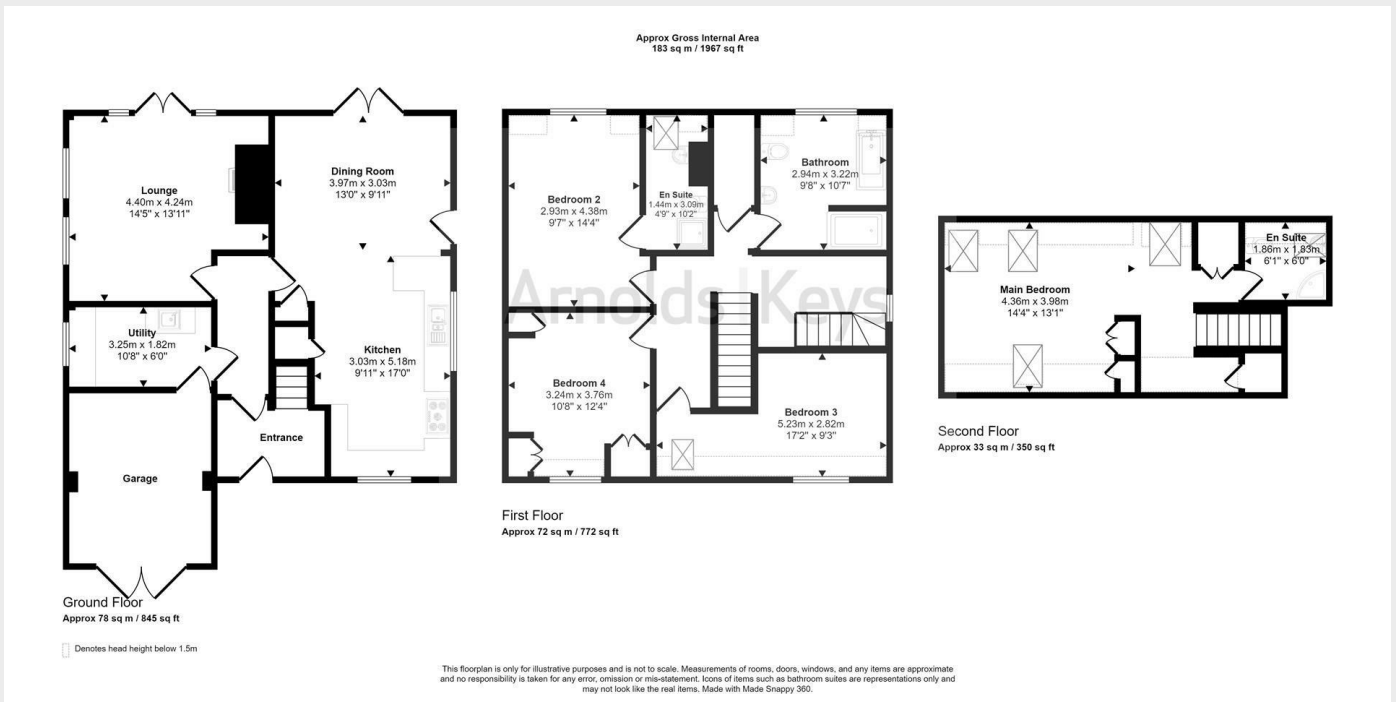 Approx Gross Internal Area
183 sq m / 1967 sq ft
Lounge
4.40m x 4.24m
14'5" x 13'11"
Dining Room
3.97m x 3.03m
13'0" x 9'11"
Utility
3.25m x 1.82m
10'8" x 6'0"
Kitchen
3.03m x 5.18m
9'11" x 17'0"
Entrance
Garage
Ground Floor
Approx 78 sq m / 845 sq ft
Denotes head height below 1.5m
Bedroom 2
2.93m x 4.38m
9'7" x 14'4"
En Suite
1.44m x 3.09m
4'9" x 10'2"
Bathroom
2.94m x 3.22m
9'8" x 10'7"
Arnolds Keys
Bedroom 4
3.24m x 3.76m
10'8" x 12'4"
Bedroom 3
5.23m x 2.82m
17'2" x 9'3"
First Floor
Approx 72 sq m / 772 sq ft
Main Bedroom
4.36m x 3.98m
14'4" x 13'1"
En Suite
1.86m x 1.83m
6'1" x 6'0"
Second Floor
Approx 33 sq m / 350 sq ft
This floorplan is only for illustrative purposes and is not to scale. Measurements of rooms, doors, windows, and any items are approximate
and no responsibility is taken for any error, omission or mis-statement. Icons of items such as bathroom suites are representations only and
may not look like the real items. Made with Made Snappy 360.